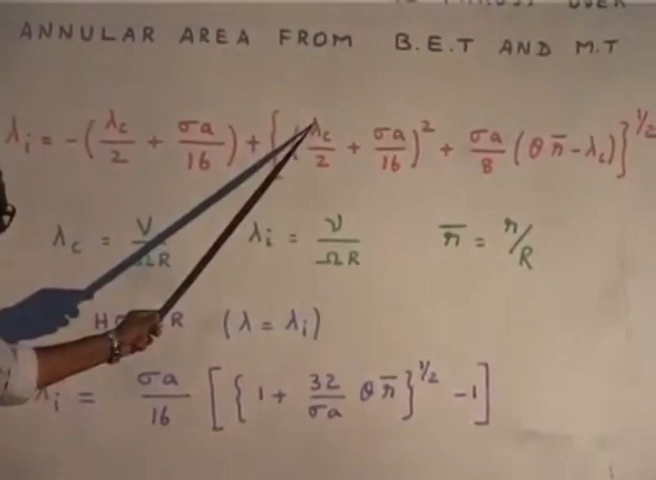 OVER
ANNULAR AREA FROM B.E.T AND M.T
λi = -(λc/2 + σa/16) + {(λc/2 + σa/16)² + σa/8 (θ r̄ - λc)}^1/2
λc = V/ΩR λi = ν/ΩR r̄ = r/R
(λ = λi)
λi = σa/16 [{1 + 32/σa θ r̄}^1/2 - 1]